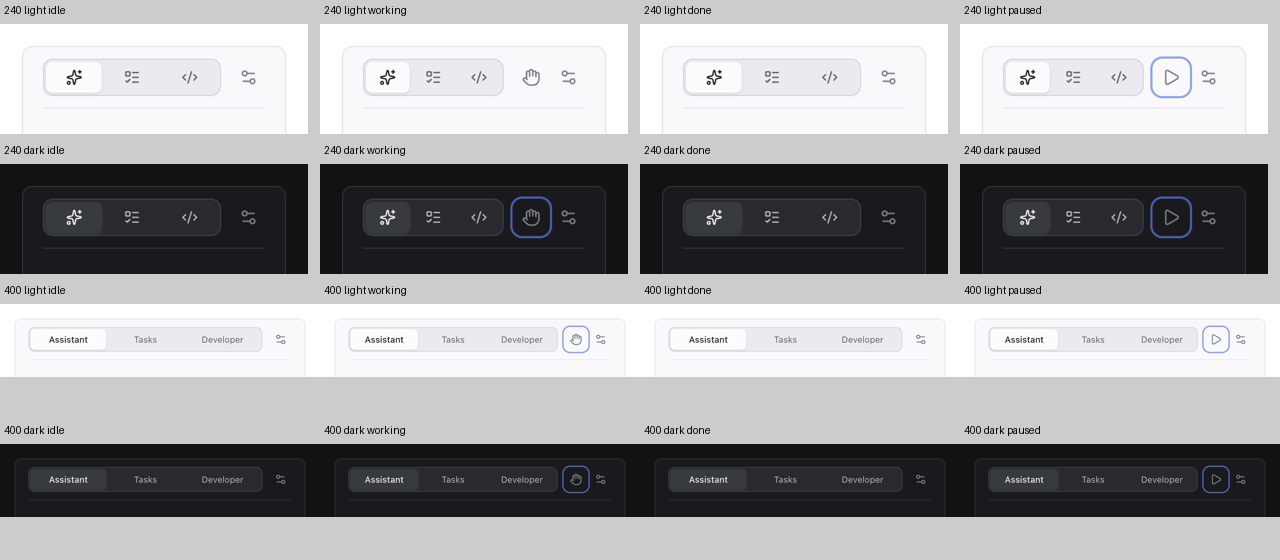 240 light idle
240 light working
240 light done
240 light paused
240 dark idle
240 dark working
240 dark done
240 dark paused
400 light idle
400 light working
400 light done
400 light paused
Assistant Tasks Developer
Assistant Tasks Developer
Assistant Tasks Developer
Assistant Tasks Developer
400 dark idle
400 dark working
400 dark done
400 dark paused
Assistant Tasks Developer
Assistant Tasks Developer
Assistant Tasks Developer
Assistant Tasks Developer